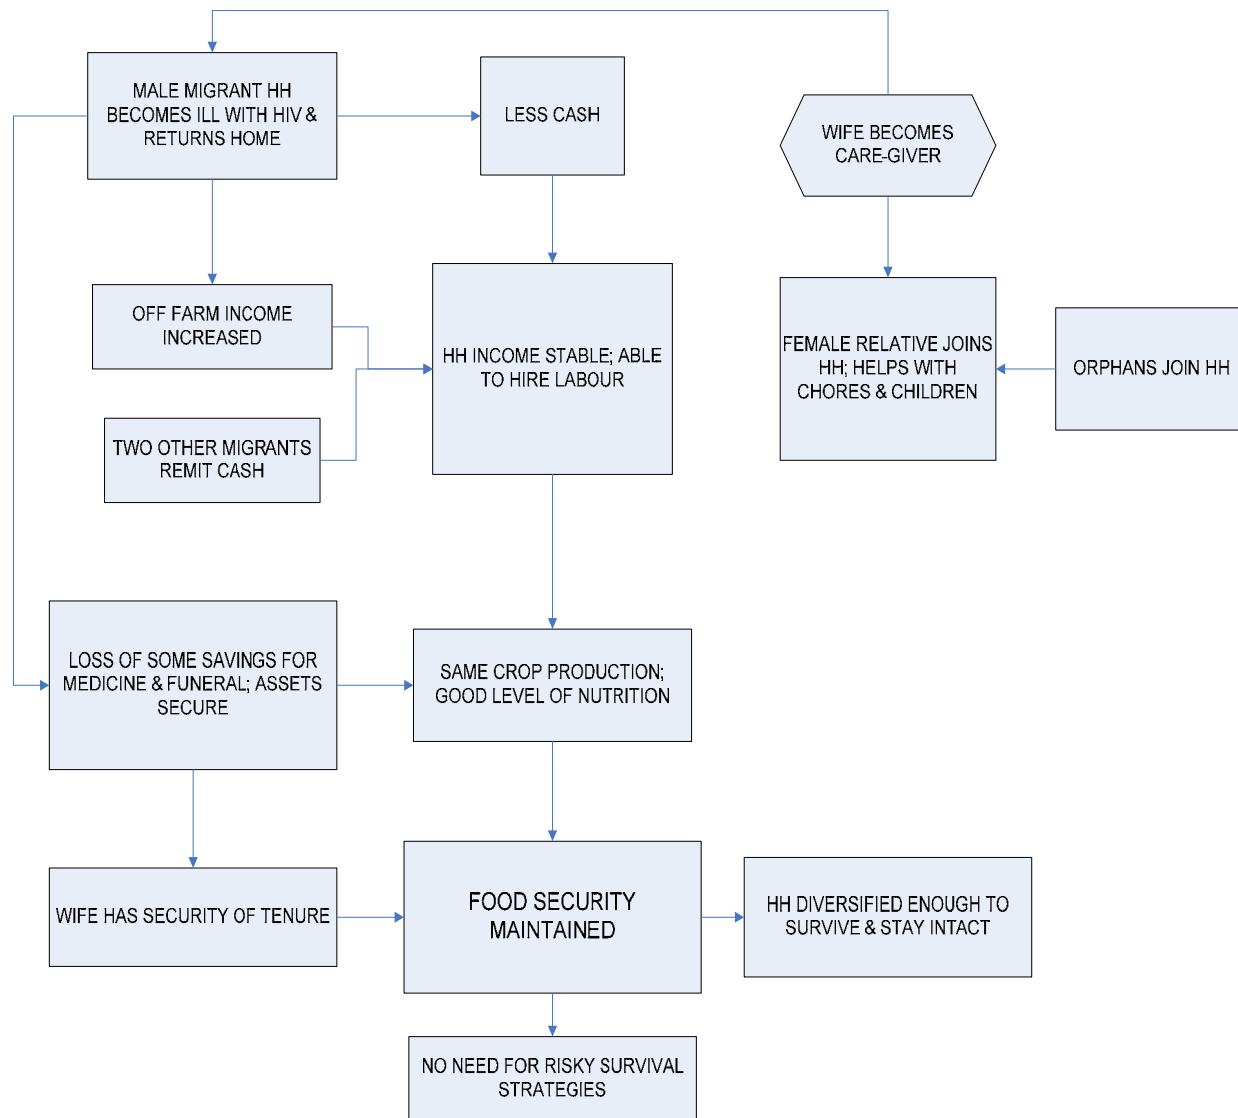 MALE MIGRANT HH
BECOMES ILL WITH HIV &
RETURNS HOME
LESS CASH
WIFE BECOMES
CARE-GIVER
OFF FARM INCOME
INCREASED
HH INCOME STABLE; ABLE
TO HIRE LABOUR
FEMALE RELATIVE JOINS
HH; HELPS WITH
CHORES & CHILDREN
ORPHANS JOIN HH
TWO OTHER MIGRANTS
REMIT CASH
LOSS OF SOME SAVINGS FOR
MEDICINE & FUNERAL; ASSETS
SECURE
SAME CROP PRODUCTION;
GOOD LEVEL OF NUTRITION
WIFE HAS SECURITY OF TENURE
FOOD SECURITY
MAINTAINED
HH DIVERSIFIED ENOUGH TO
SURVIVE & STAY INTACT
NO NEED FOR RISKY SURVIVAL
STRATEGIES